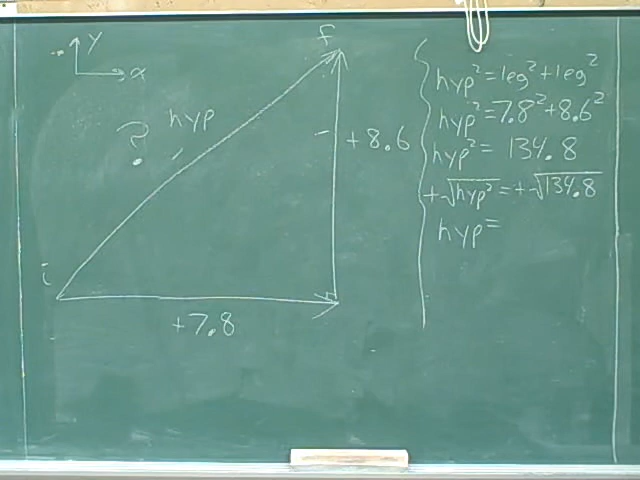 y
x
f
hyp
?
+8.6
i
+7.8
hyp²=leg²+leg²
hyp²=7.8²+8.6²
hyp²= 134.8
+√hyp²=+√134.8
hyp=